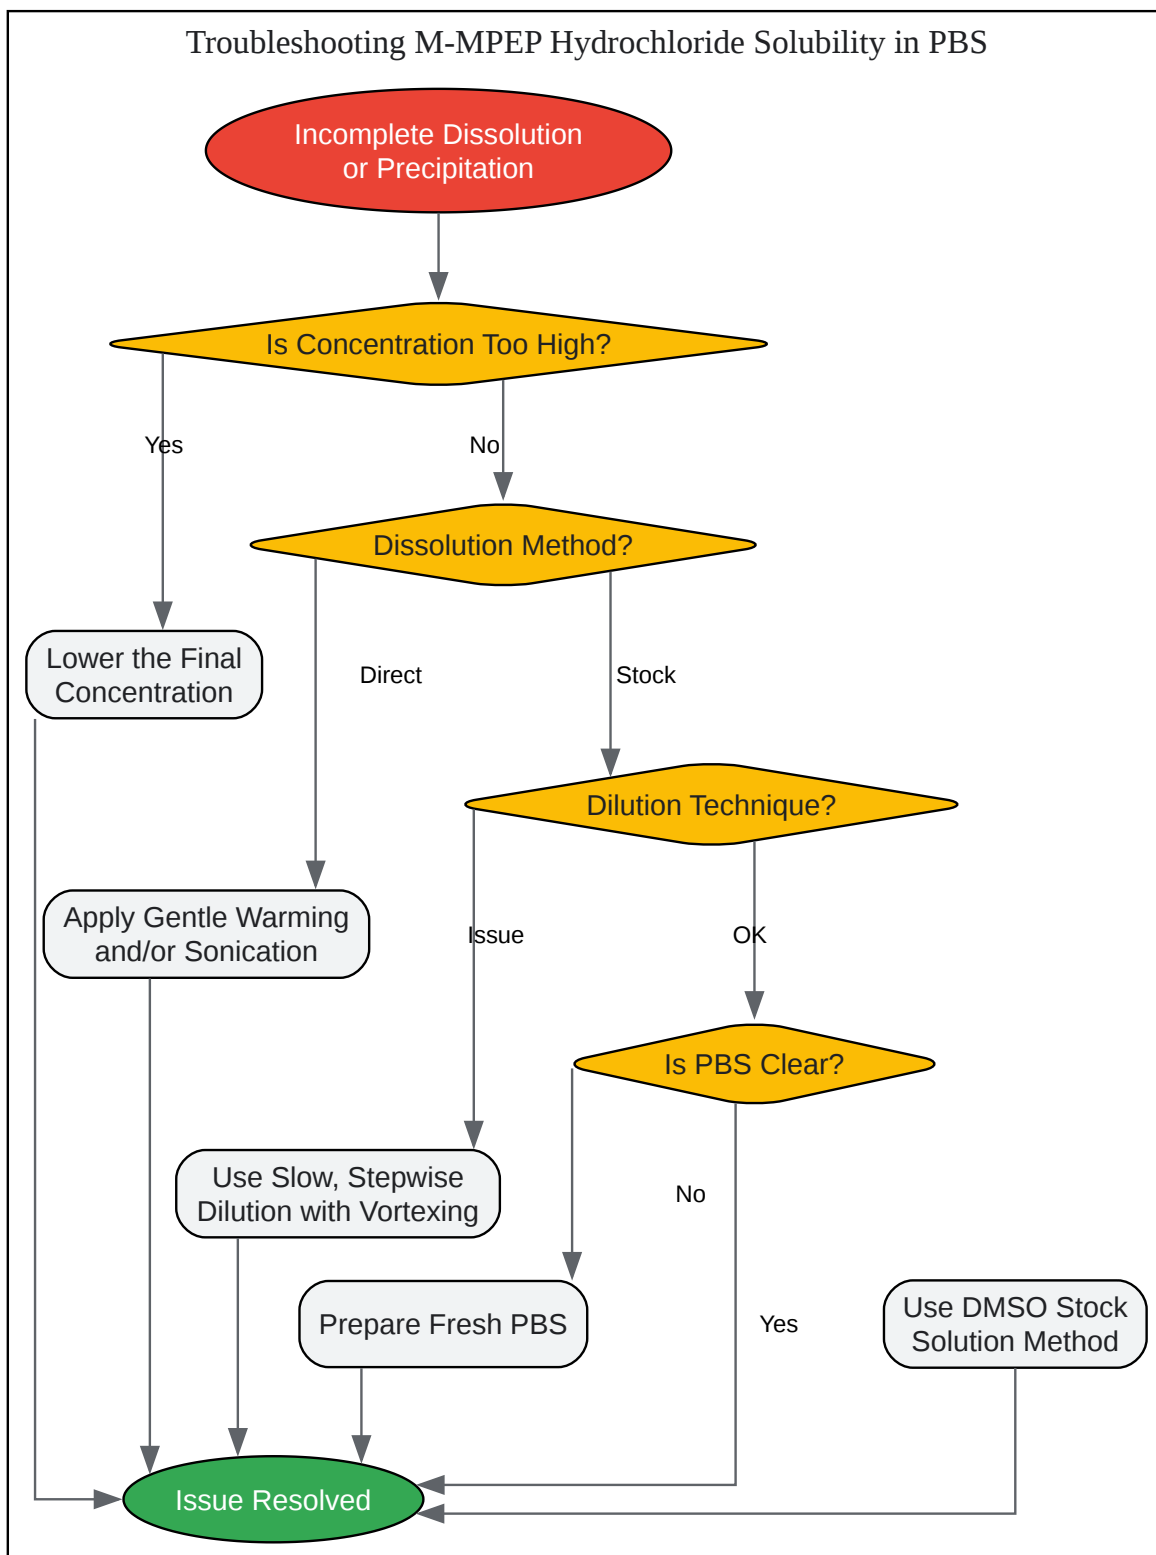 Troubleshooting M-MPEP Hydrochloride Solubility in PBS
Incomplete Dissolution
or Precipitation
Is Concentration Too High?
Yes
No
Dissolution Method?
Lower the Final
Concentration
Direct
Stock
Dilution Technique?
Apply Gentle Warming
and/or Sonication
Issue
OK
Is PBS Clear?
Use Slow, Stepwise
Dilution with Vortexing
No
Prepare Fresh PBS
Yes
Use DMSO Stock
Solution Method
Issue Resolved